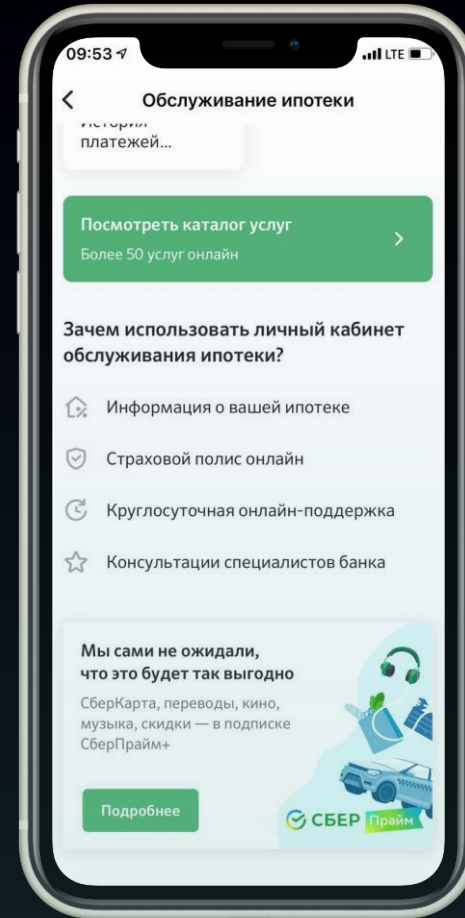 09:53
LTE
Обслуживание ипотеки
История
платежей...
Посмотреть каталог услуг
Более 50 услуг онлайн
Зачем использовать личный кабинет
обслуживания ипотеки?
Информация о вашей ипотеке
Страховой полис онлайн
Круглосуточная онлайн-поддержка
Консультации специалистов банка
Мы сами не ожидали,
что это будет так выгодно
СберКарта, переводы, кино,
музыка, скидки — в подписке
СберПрайм+
Подробнее
СБЕР Прайм